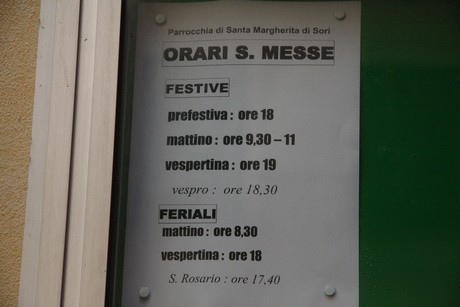 Parrocchia di Santa Margherita di Sori
ORARI S. MESSE
FESTIVE
prefestiva : ore 18
mattino : ore 9,30 – 11
vespertina : ore 19
vespro : ore 18,30
FERIALI
mattino : ore 8,30
vespertina : ore 18
S. Rosario : ore 17,40